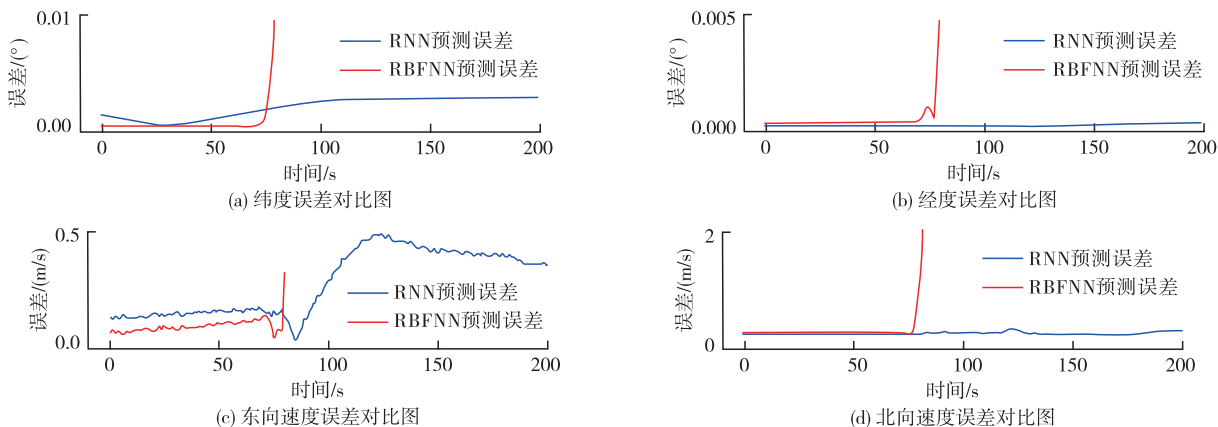 0.01
误差/(°)
0.00
RNN预测误差
RBFNN预测误差
0 50 100 150 200
时间/s
(a) 纬度误差对比图
0.005
误差/(°)
0.000
RNN预测误差
RBFNN预测误差
0 50 100 150 200
时间/s
(b) 经度误差对比图
0.5
误差/(m/s)
0.0
RNN预测误差
RBFNN预测误差
0 50 100 150 200
时间/s
(c) 东向速度误差对比图
2
误差/(m/s)
0
RNN预测误差
RBFNN预测误差
0 50 100 150 200
时间/s
(d) 北向速度误差对比图